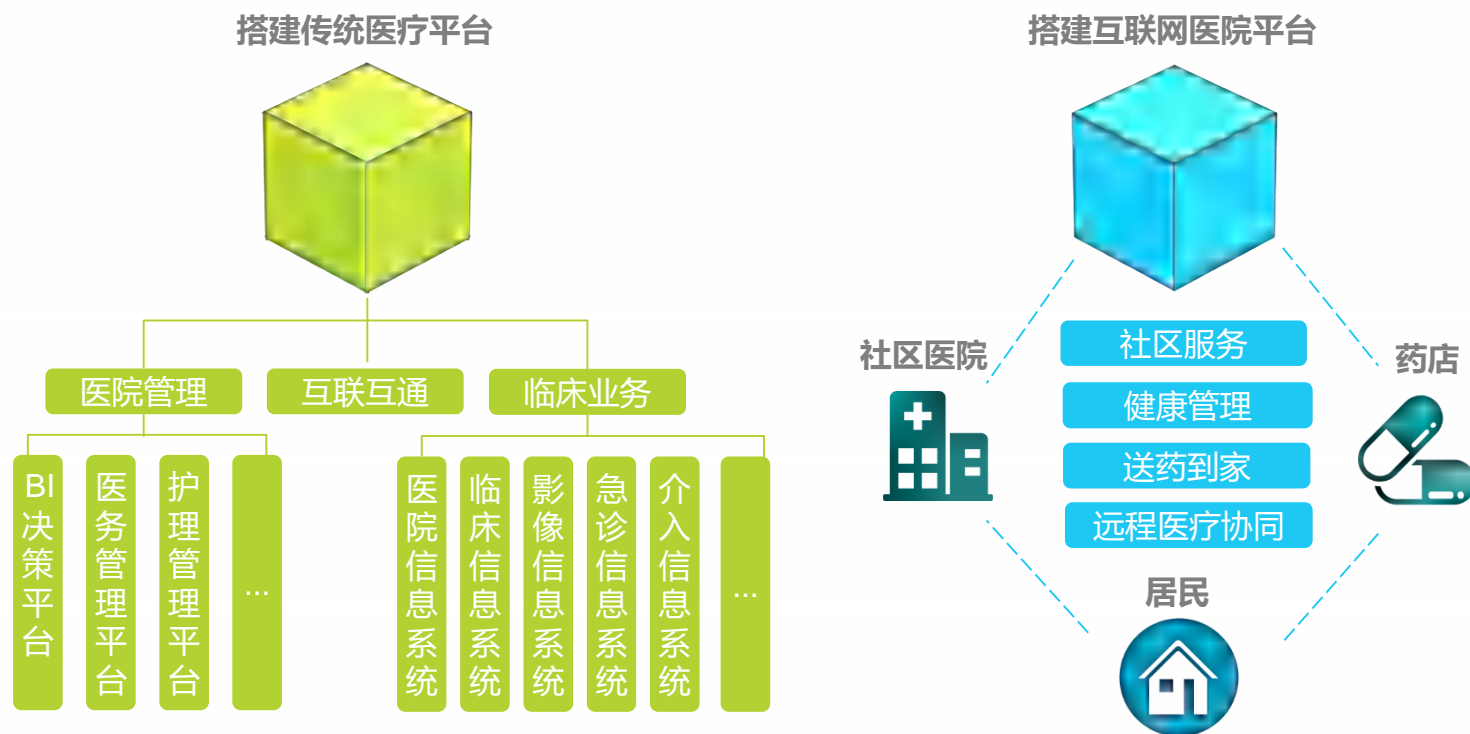 搭建传统医疗平台
医院管理
互联互通
临床业务
BI决策平台
医务管理平台
护理管理平台
...
医院信息系统
临床信息系统
影像信息系统
急诊信息系统
介入信息系统
...
搭建互联网医院平台
社区医院
社区服务
健康管理
送药到家
远程医疗协同
药店
居民